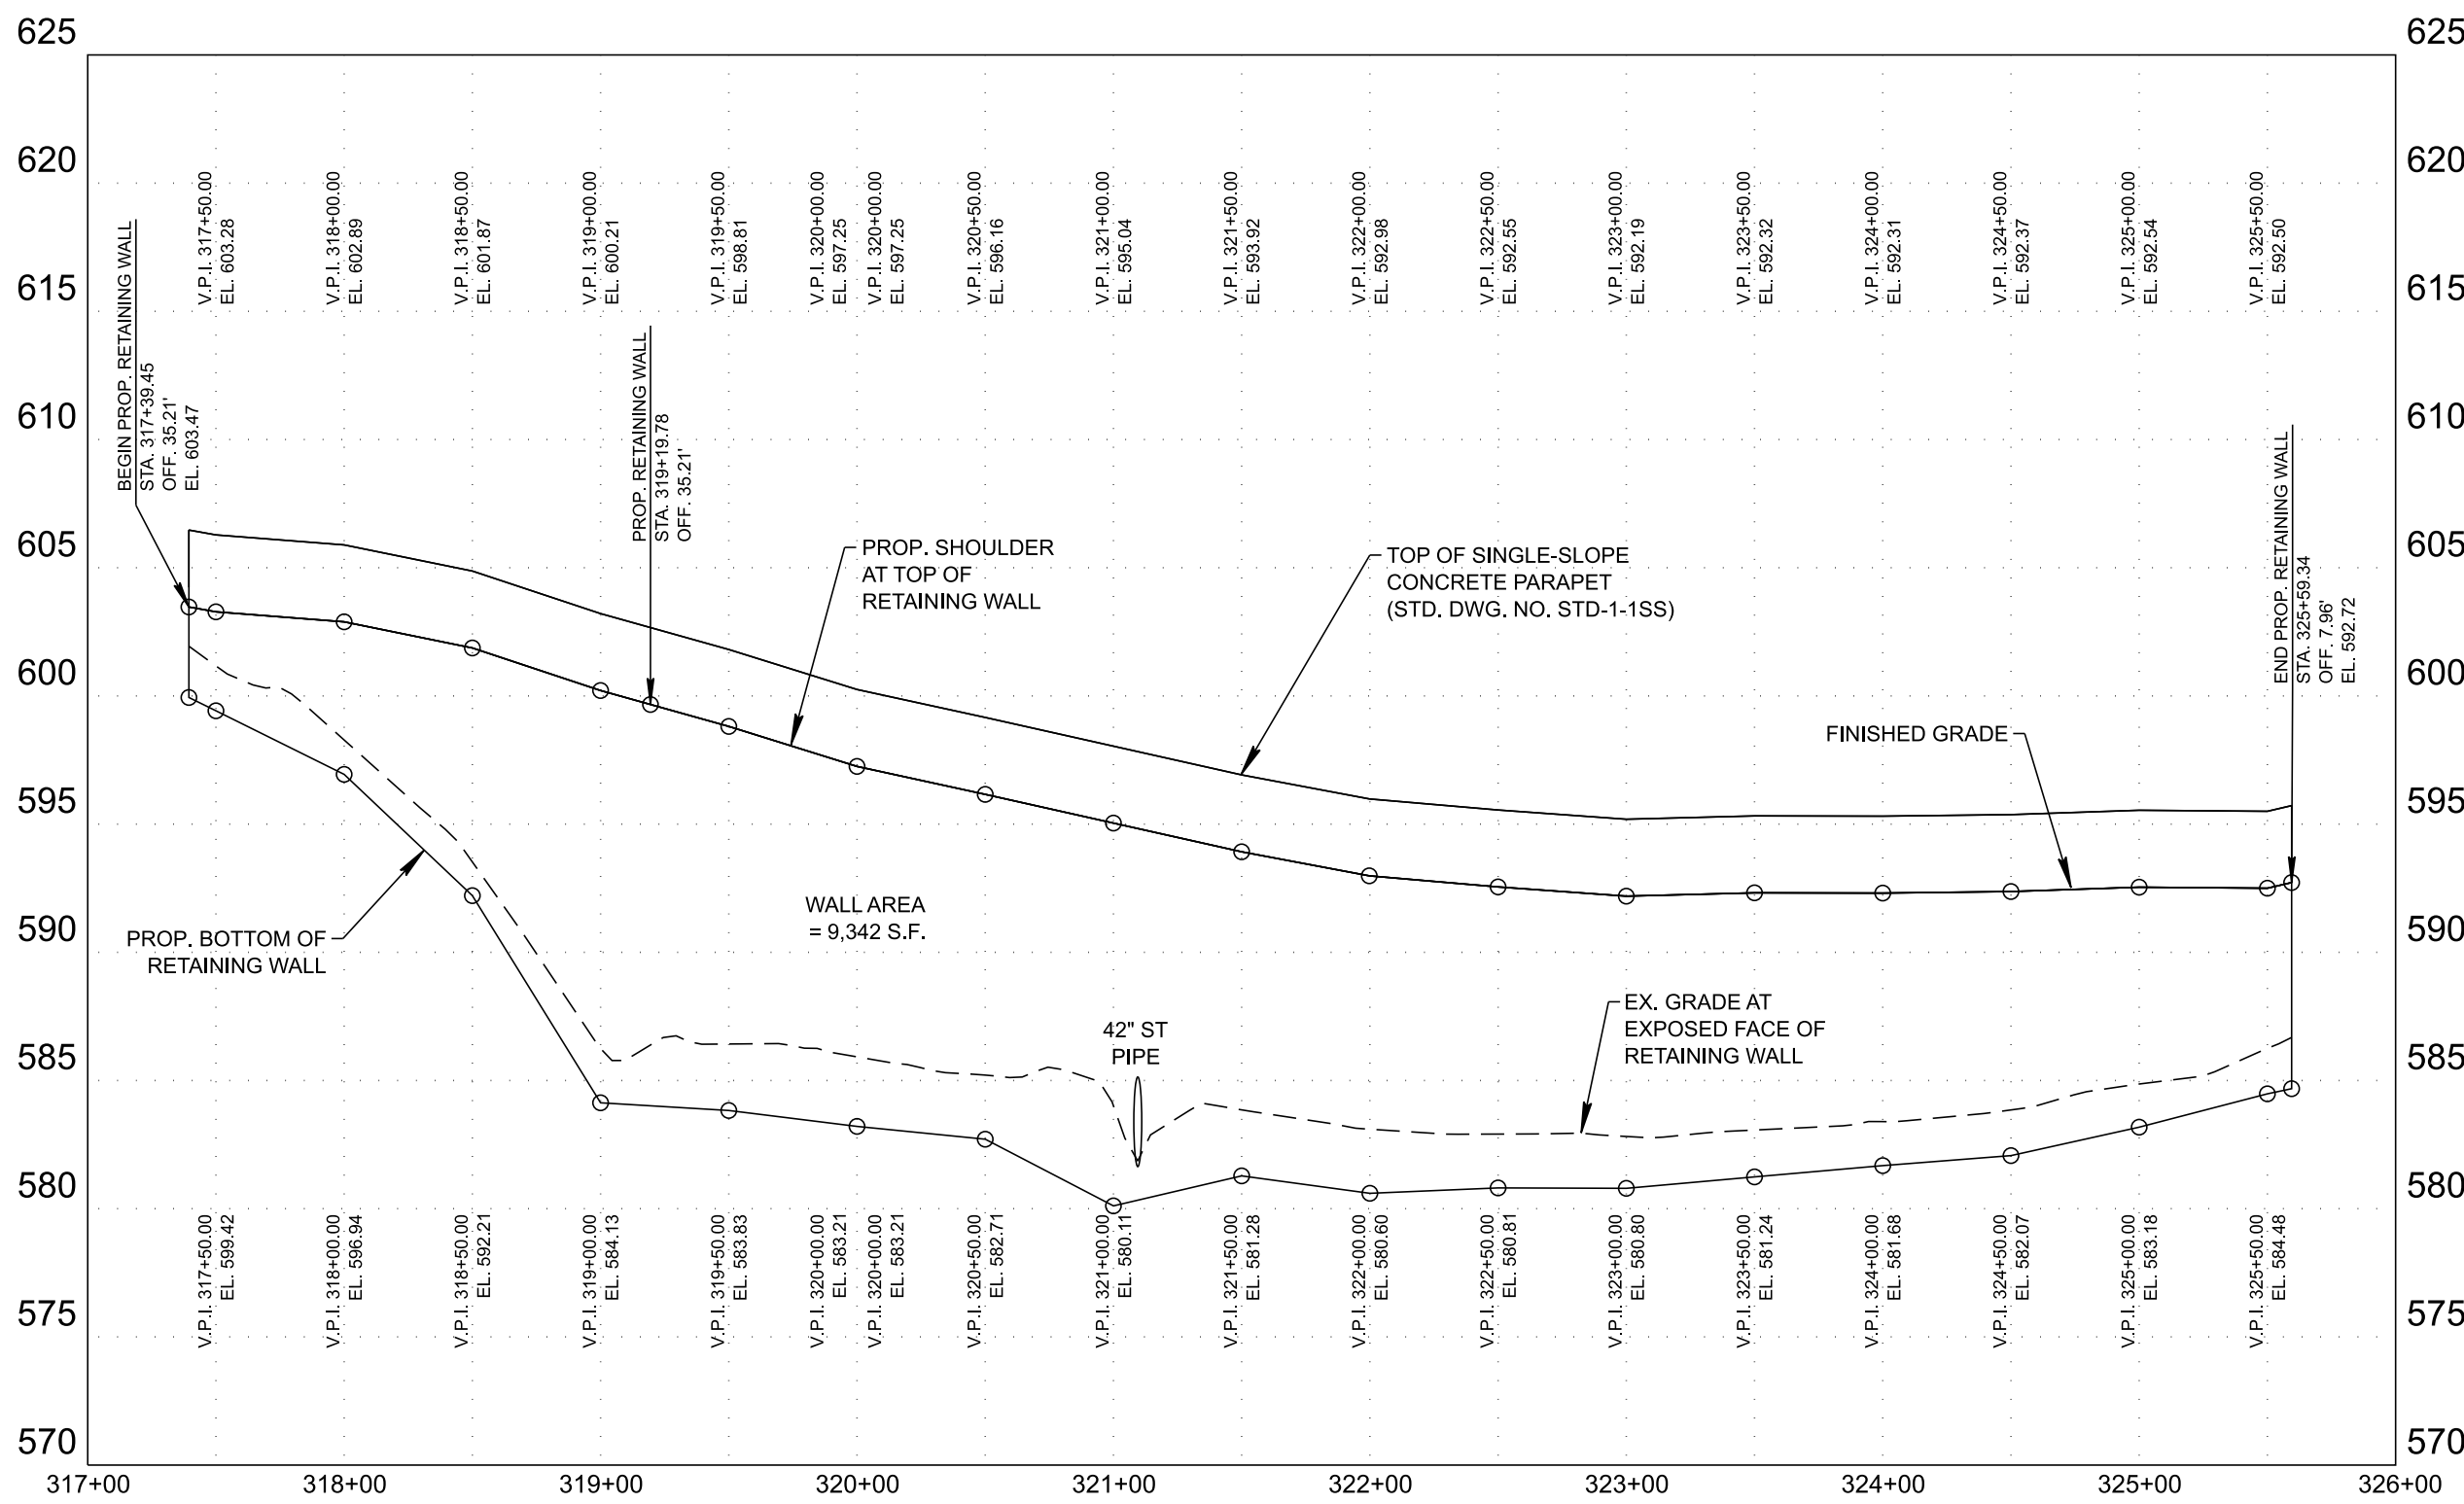 625
625
620
620
615
615
610
610
605
605
600
600
595
595
590
590
585
585
580
580
575
575
570
570
V.P.I. 317+50.00
EL. 603.28
V.P.I. 318+00.00
EL. 602.89
V.P.I. 318+50.00
EL. 601.87
V.P.I. 319+00.00
EL. 600.21
V.P.I. 319+50.00
EL. 598.81
V.P.I. 320+00.00
EL. 597.25
V.P.I. 320+00.00
EL. 597.25
V.P.I. 320+50.00
EL. 596.16
V.P.I. 321+00.00
EL. 595.04
V.P.I. 321+50.00
EL. 593.92
V.P.I. 322+00.00
EL. 592.98
V.P.I. 322+50.00
EL. 592.55
V.P.I. 323+00.00
EL. 592.19
V.P.I. 323+50.00
EL. 592.32
V.P.I. 324+00.00
EL. 592.31
V.P.I. 324+50.00
EL. 592.37
V.P.I. 325+00.00
EL. 592.54
V.P.I. 325+50.00
EL. 592.50
BEGIN PROP. RETAINING WALL
STA. 317+39.45
OFF. 35.21'
EL. 603.47
PROP. RETAINING WALL
STA. 319+19.78
OFF. 35.21'
PROP. SHOULDER
AT TOP OF
RETAINING WALL
TOP OF SINGLE-SLOPE
CONCRETE PARAPET
(STD. DWG. NO. STD-1-1SS)
END PROP. RETAINING WALL
STA. 325+59.34
OFF. 7.96'
EL. 592.72
FINISHED GRADE
WALL AREA
= 9,342 S.F.
PROP. BOTTOM OF
RETAINING WALL
42" ST
PIPE
EX. GRADE AT
EXPOSED FACE OF
RETAINING WALL
V.P.I. 317+50.00
EL. 599.42
V.P.I. 318+00.00
EL. 596.94
V.P.I. 318+50.00
EL. 592.21
V.P.I. 319+00.00
EL. 584.13
V.P.I. 319+50.00
EL. 583.83
V.P.I. 320+00.00
EL. 583.21
V.P.I. 320+00.00
EL. 583.21
V.P.I. 320+50.00
EL. 582.71
V.P.I. 321+00.00
EL. 580.11
V.P.I. 321+50.00
EL. 581.28
V.P.I. 322+00.00
EL. 580.60
V.P.I. 322+50.00
EL. 580.81
V.P.I. 323+00.00
EL. 580.80
V.P.I. 323+50.00
EL. 581.24
V.P.I. 324+00.00
EL. 581.68
V.P.I. 324+50.00
EL. 582.07
V.P.I. 325+00.00
EL. 583.18
V.P.I. 325+50.00
EL. 584.48
317+00
318+00
319+00
320+00
321+00
322+00
323+00
324+00
325+00
326+00